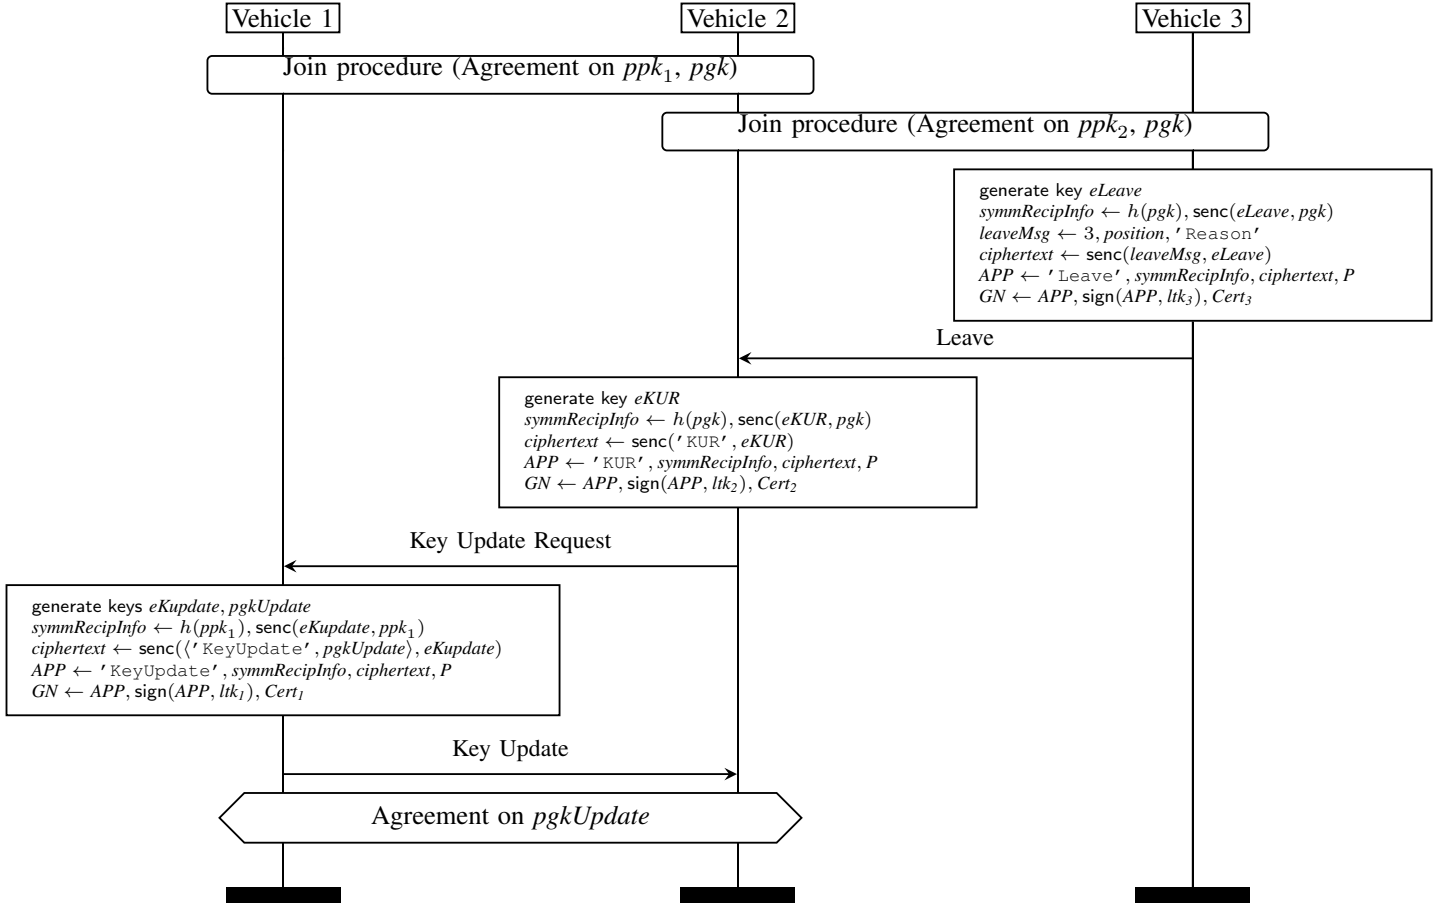 Vehicle 1
Vehicle 2
Vehicle 3
Join procedure (Agreement on ppk₁, pgk)
Join procedure (Agreement on ppk₂, pgk)
generate key eLeave
symmRecipInfo ← h(pgk), senc(eLeave, pgk)
leaveMsg ← 3, position, 'Reason'
ciphertext ← senc(leaveMsg, eLeave)
APP ← 'Leave', symmRecipInfo, ciphertext, P
GN ← APP, sign(APP, ltk₃), Cert₃
Leave
generate key eKUR
symmRecipInfo ← h(pgk), senc(eKUR, pgk)
ciphertext ← senc('KUR', eKUR)
APP ← 'KUR', symmRecipInfo, ciphertext, P
GN ← APP, sign(APP, ltk₂), Cert₂
Key Update Request
generate keys eKupdate, pgkUpdate
symmRecipInfo ← h(ppk₁), senc(eKupdate, ppk₁)
ciphertext ← senc(⟨'KeyUpdate', pgkUpdate⟩, eKupdate)
APP ← 'KeyUpdate', symmRecipInfo, ciphertext, P
GN ← APP, sign(APP, ltk₁), Cert₁
Key Update
Agreement on pgkUpdate